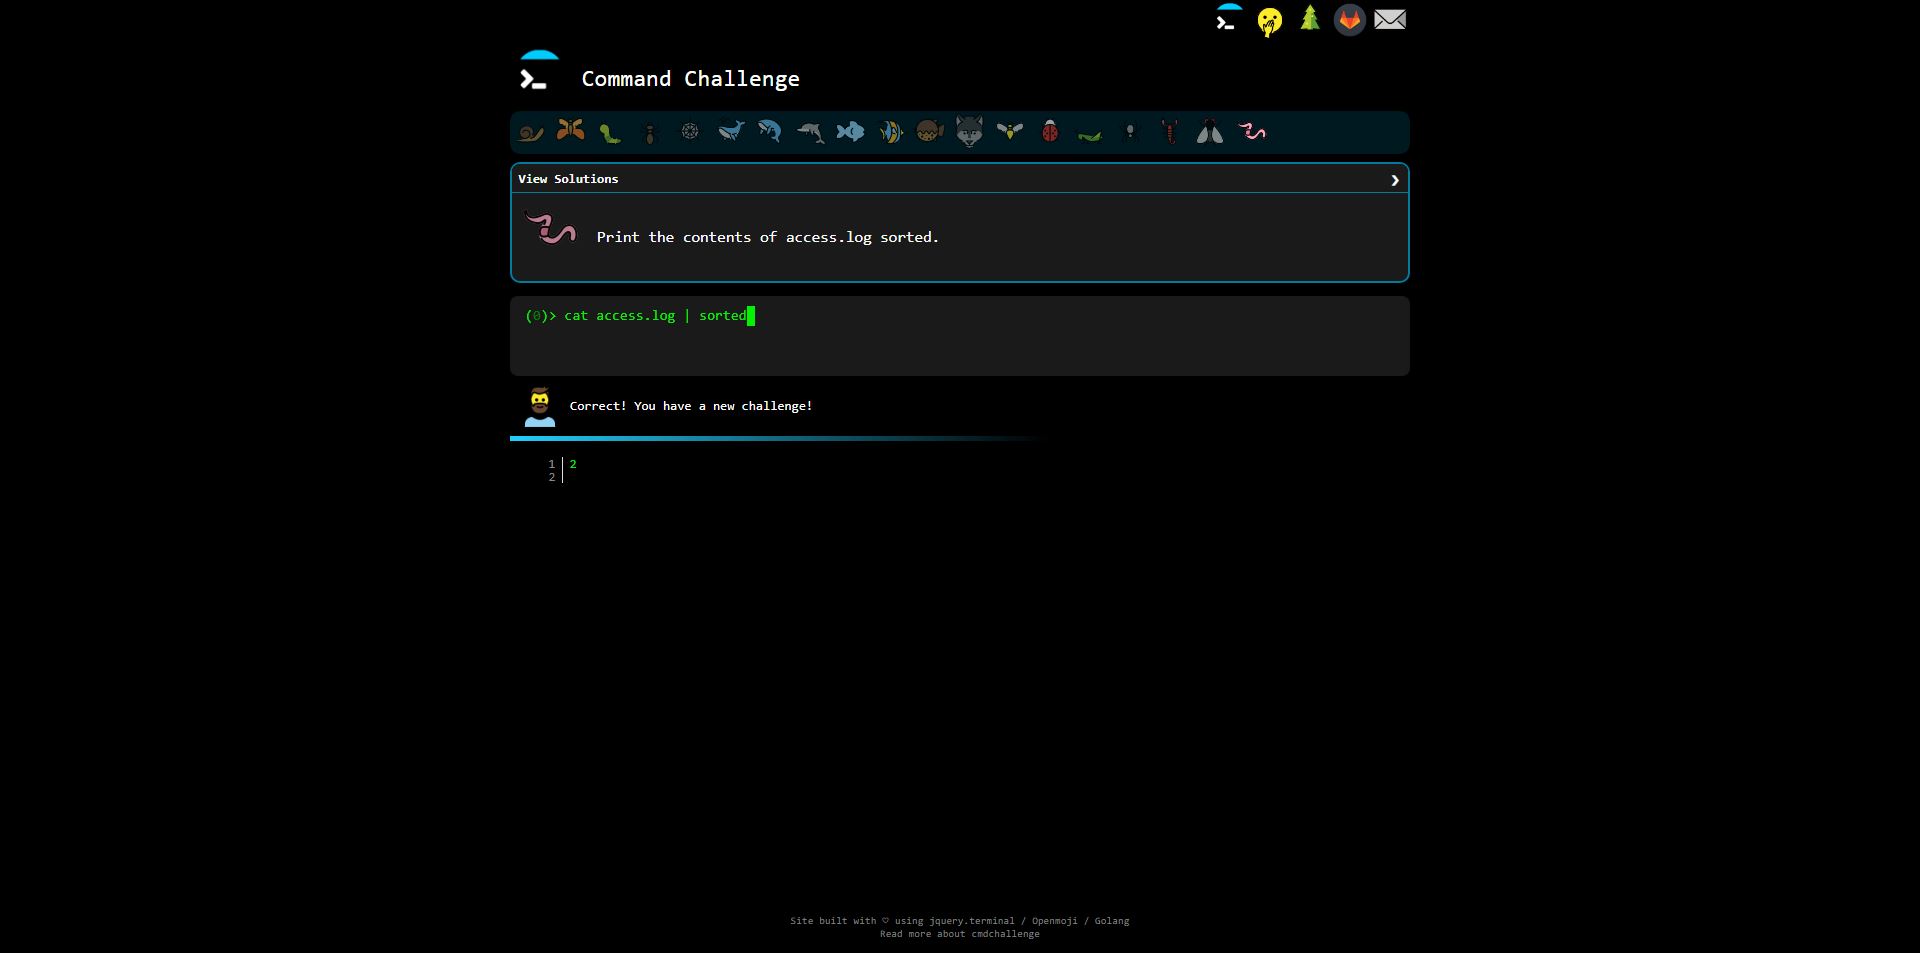 Command Challenge
View Solutions ❯
Print the contents of access.log sorted.
(0)> cat access.log | sorted
Correct! You have a new challenge!
1 2
2
Site built with ♡ using jquery.terminal / Openmoji / Golang
Read more about cmdchallenge